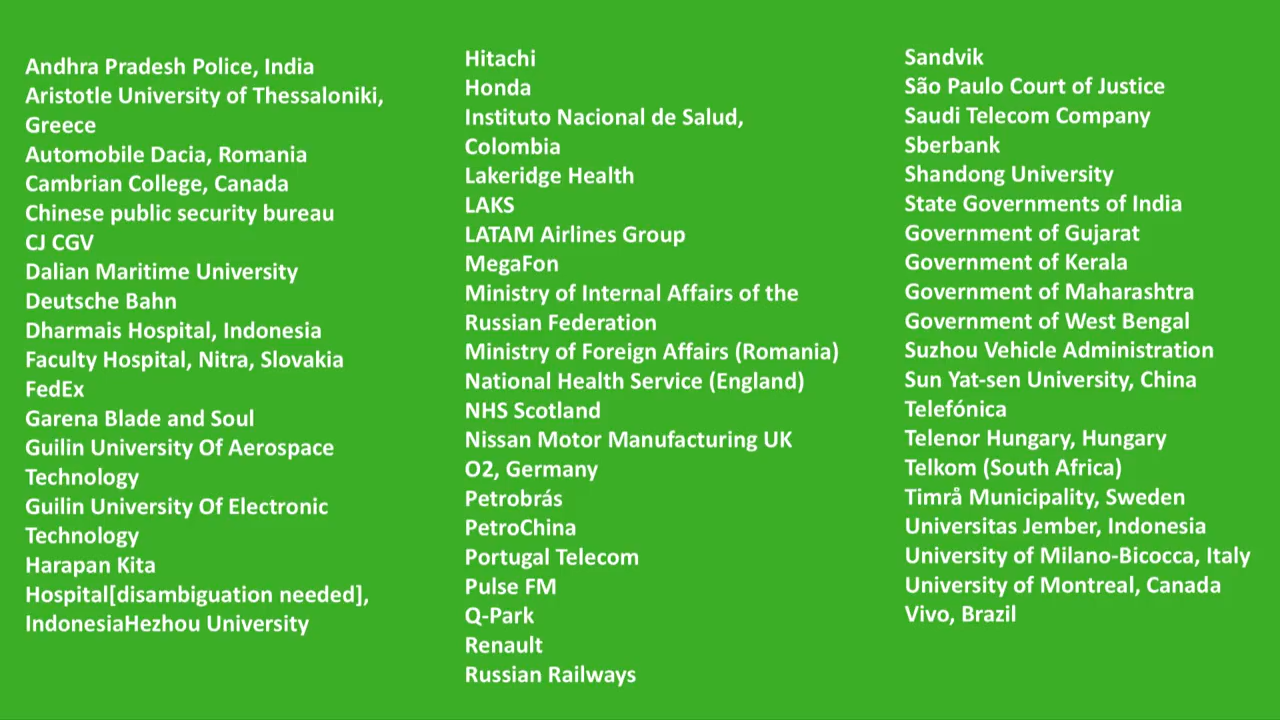 Andhra Pradesh Police, India
Aristotle University of Thessaloniki,
Greece
Automobile Dacia, Romania
Cambrian College, Canada
Chinese public security bureau
CJ CGV
Dalian Maritime University
Deutsche Bahn
Dharmais Hospital, Indonesia
Faculty Hospital, Nitra, Slovakia
FedEx
Garena Blade and Soul
Guilin University Of Aerospace
Technology
Guilin University Of Electronic
Technology
Harapan Kita
Hospital[disambiguation needed],
IndonesiaHezhou University
Hitachi
Honda
Instituto Nacional de Salud,
Colombia
Lakeridge Health
LAKS
LATAM Airlines Group
MegaFon
Ministry of Internal Affairs of the
Russian Federation
Ministry of Foreign Affairs (Romania)
National Health Service (England)
NHS Scotland
Nissan Motor Manufacturing UK
O2, Germany
Petrobrás
PetroChina
Portugal Telecom
Pulse FM
Q-Park
Renault
Russian Railways
Sandvik
São Paulo Court of Justice
Saudi Telecom Company
Sberbank
Shandong University
State Governments of India
Government of Gujarat
Government of Kerala
Government of Maharashtra
Government of West Bengal
Suzhou Vehicle Administration
Sun Yat-sen University, China
Telefónica
Telenor Hungary, Hungary
Telkom (South Africa)
Timrå Municipality, Sweden
Universitas Jember, Indonesia
University of Milano-Bicocca, Italy
University of Montreal, Canada
Vivo, Brazil